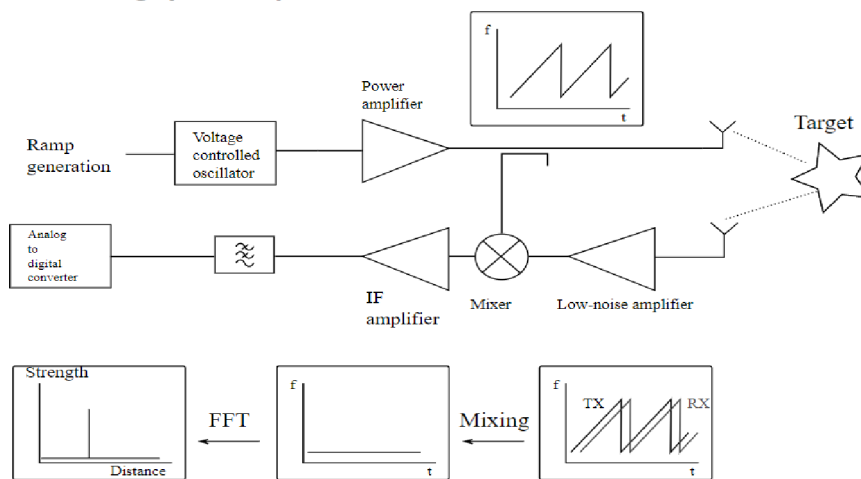 f
t
Power
amplifier
Ramp
generation
Voltage
controlled
oscillator
Target
Analog
to
digital
converter
IF
amplifier
Mixer
Low-noise amplifier
Strength
Distance
FFT
f
t
Mixing
f
TX
RX
t